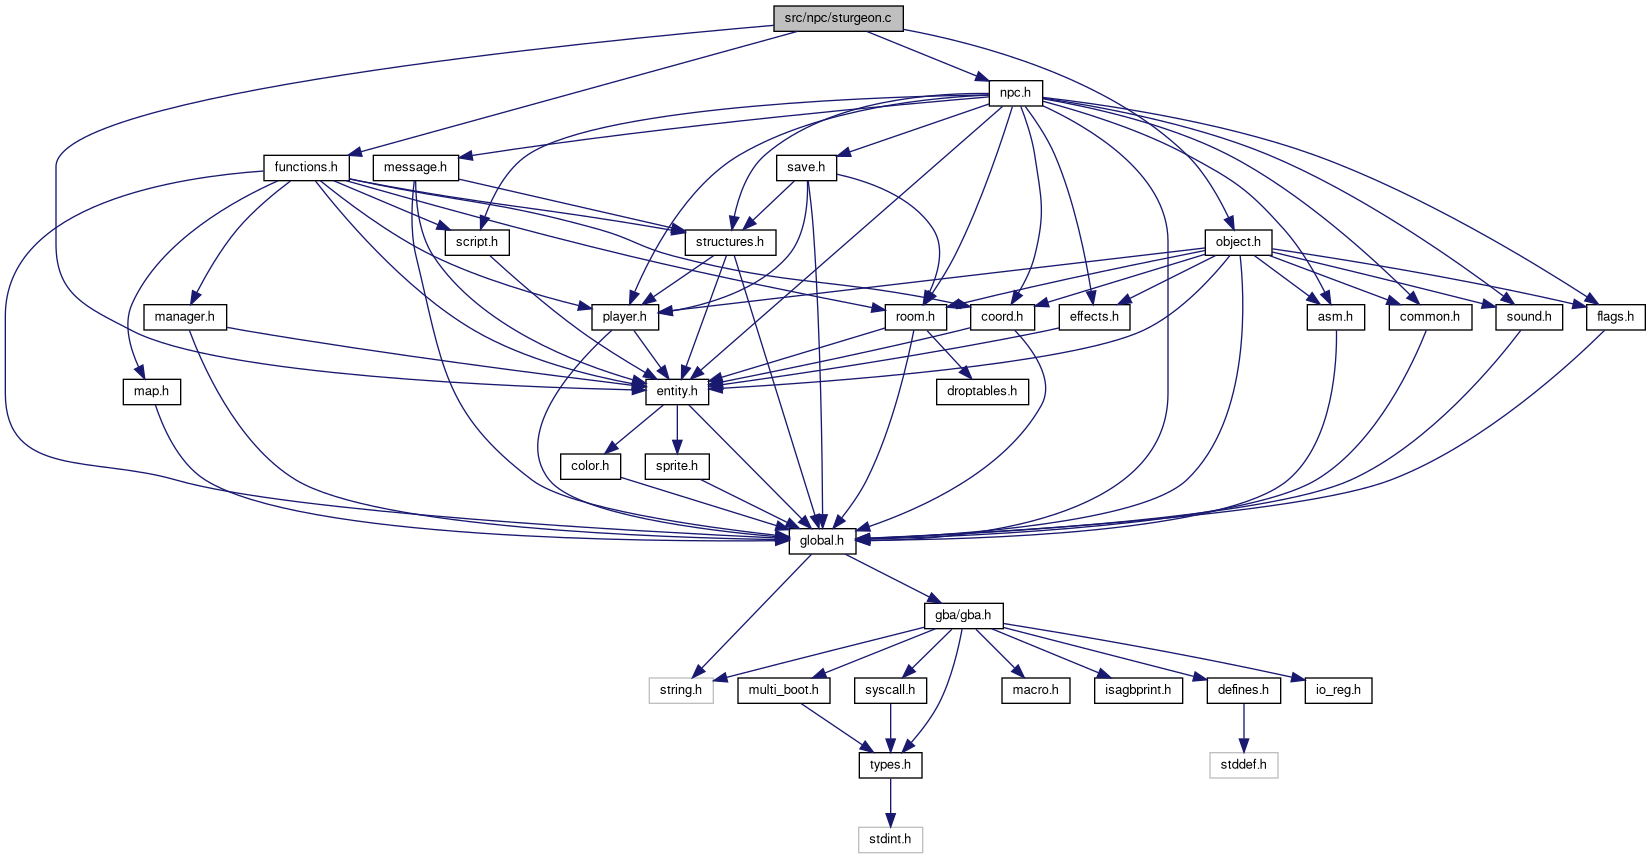 src/npc/sturgeon.c
npc.h
functions.h
message.h
save.h
script.h
structures.h
object.h
manager.h
player.h
room.h
coord.h
effects.h
asm.h
common.h
sound.h
flags.h
map.h
entity.h
droptables.h
color.h
sprite.h
global.h
gba/gba.h
string.h
multi_boot.h
syscall.h
macro.h
isagbprint.h
defines.h
io_reg.h
types.h
stddef.h
stdint.h